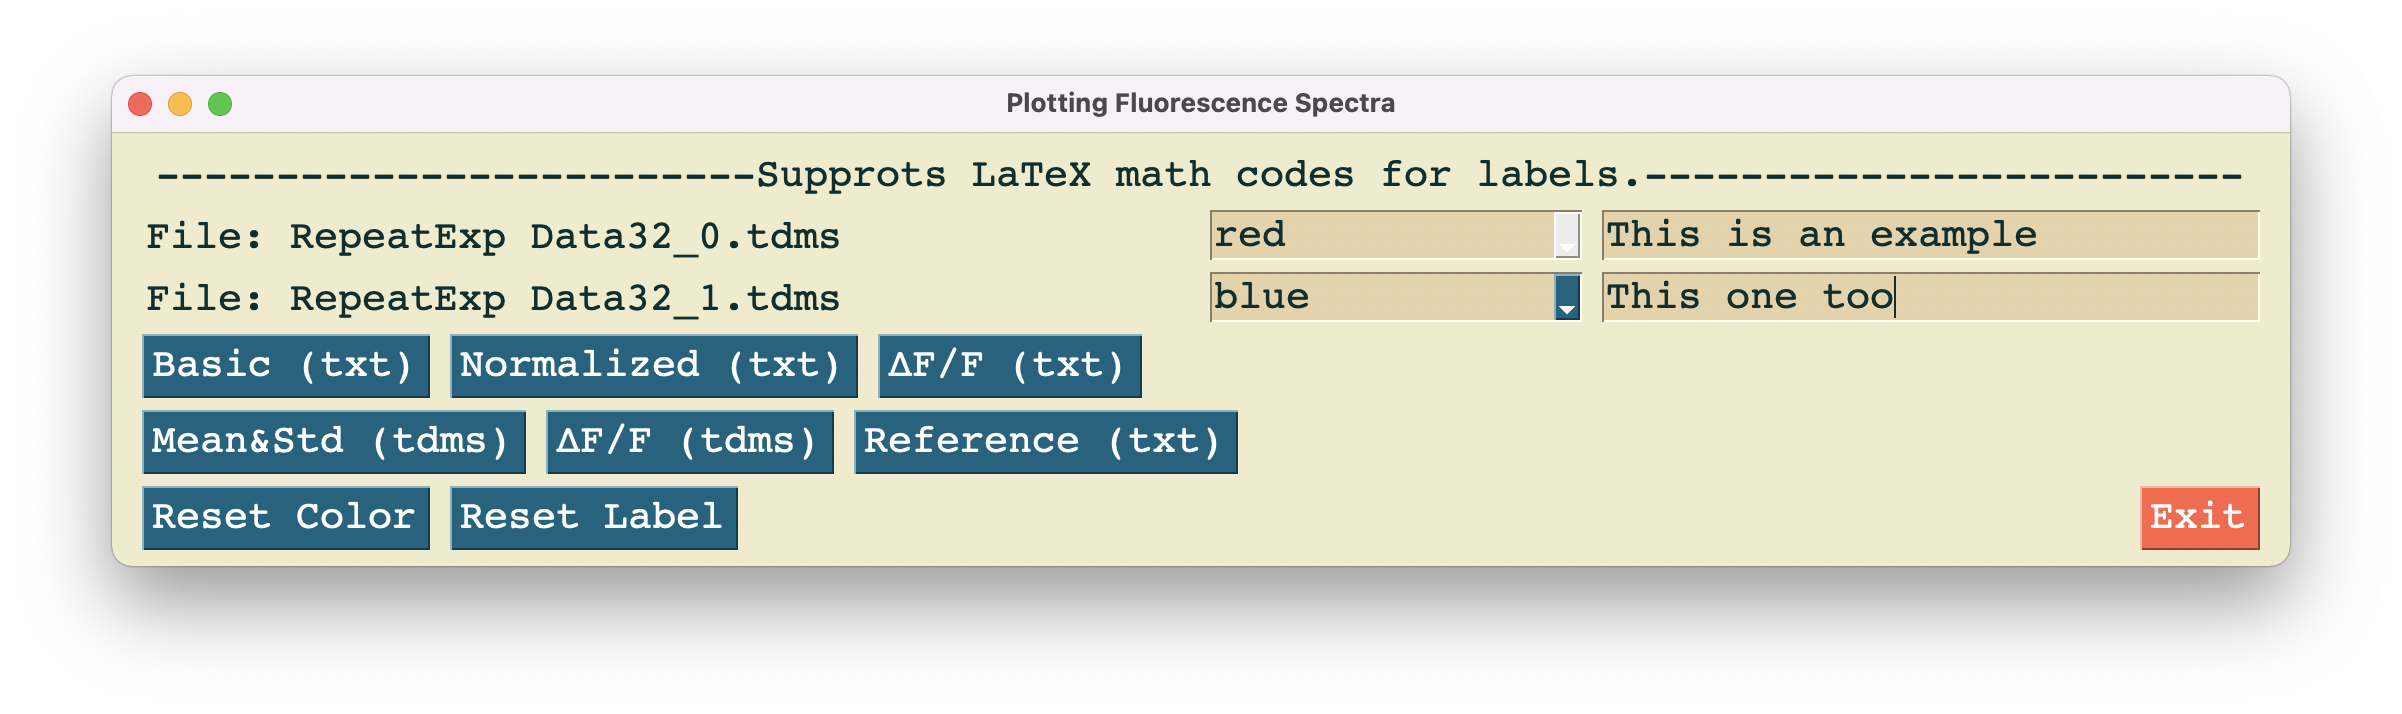 Plotting Fluorescence Spectra
-------------------------Supprots LaTeX math codes for labels.-------------------------
File: RepeatExp Data32_0.tdms red This is an example
File: RepeatExp Data32_1.tdms blue This one too
Basic (txt) Normalized (txt) ΔF/F (txt)
Mean&Std (tdms) ΔF/F (tdms) Reference (txt)
Reset Color Reset Label Exit